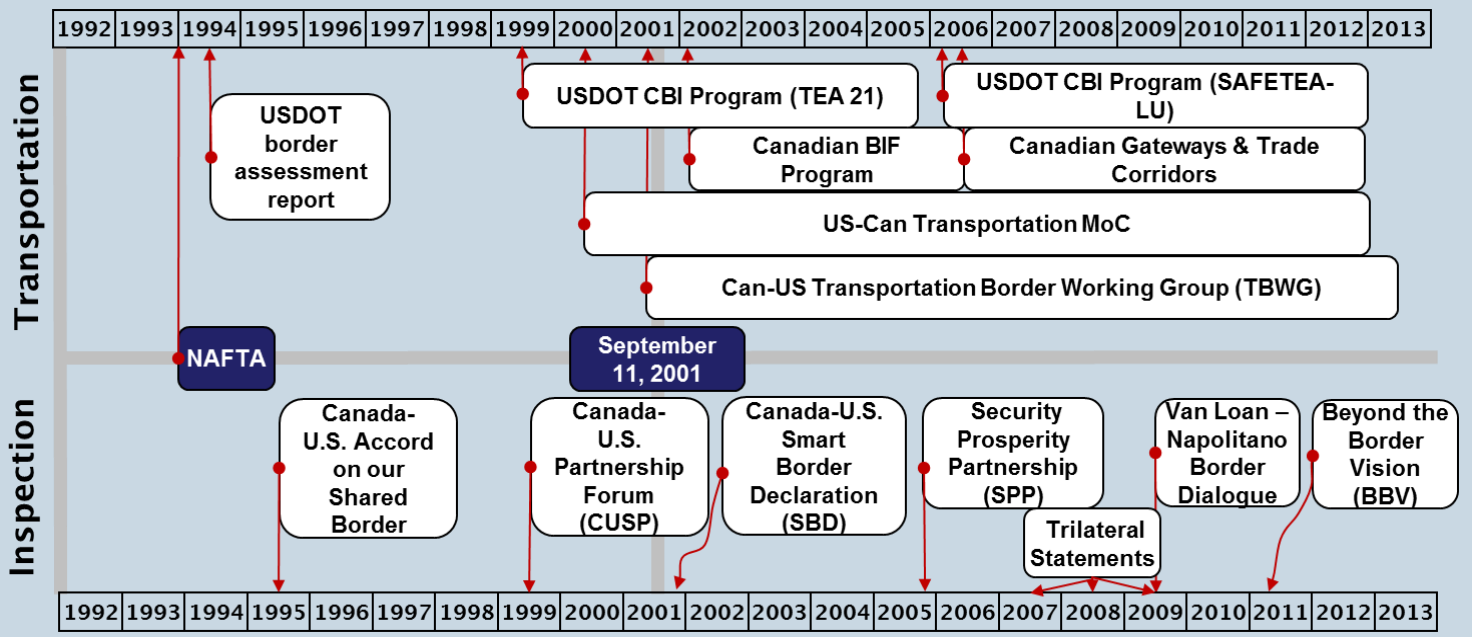 1992 1993 1994 1995 1996 1997 1998 1999 2000 2001 2002 2003 2004 2005 2006 2007 2008 2009 2010 2011 2012 2013
Transportation
USDOT
border
assessment
report
USDOT CBI Program (TEA 21)
USDOT CBI Program (SAFETEA-
LU)
Canadian BIF
Program
Canadian Gateways & Trade
Corridors
US-Can Transportation MoC
Can-US Transportation Border Working Group (TBWG)
NAFTA
September
11, 2001
Inspection
Canada-
U.S. Accord
on our
Shared
Border
Canada-
U.S.
Partnership
Forum
(CUSP)
Canada-U.S.
Smart
Border
Declaration
(SBD)
Security
Prosperity
Partnership
(SPP)
Trilateral
Statements
Van Loan –
Napolitano
Border
Dialogue
Beyond the
Border
Vision
(BBV)
1992 1993 1994 1995 1996 1997 1998 1999 2000 2001 2002 2003 2004 2005 2006 2007 2008 2009 2010 2011 2012 2013